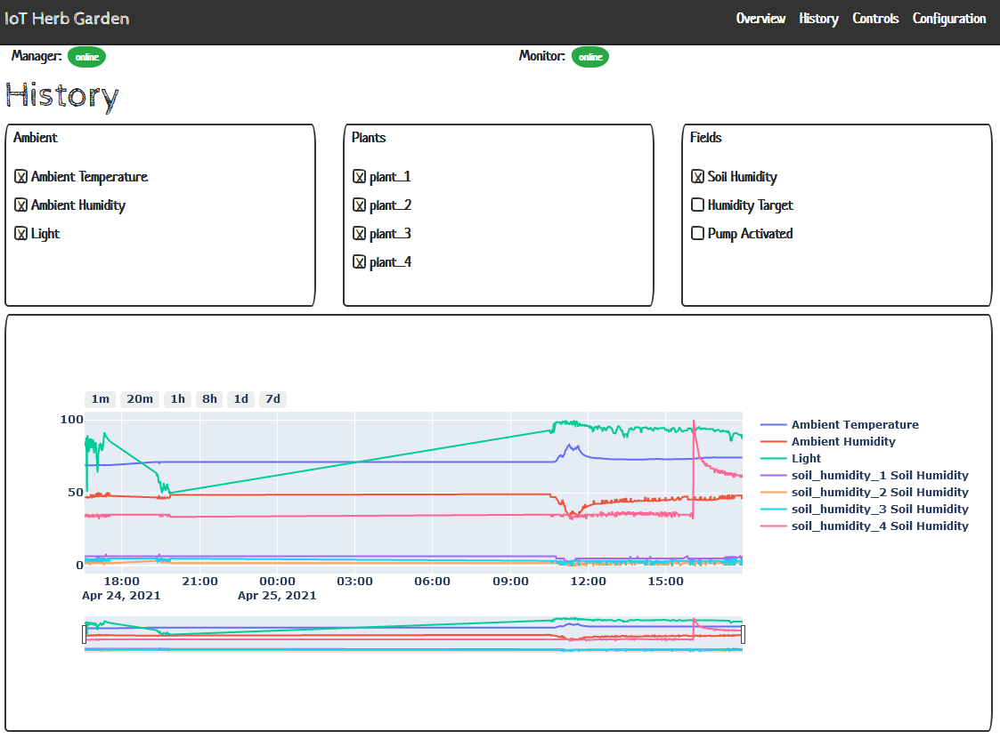 IoT Herb Garden Overview History Controls Configuration
Manager: online Monitor: online
History
Ambient
Ambient Temperature
Ambient Humidity
Light
Plants
plant_1
plant_2
plant_3
plant_4
Fields
Soil Humidity
Humidity Target
Pump Activated
1m 20m 1h 8h 1d 7d
100
50
0
18:00 21:00 00:00 03:00 06:00 09:00 12:00 15:00
Apr 24, 2021 Apr 25, 2021
Ambient Temperature
Ambient Humidity
Light
soil_humidity_1 Soil Humidity
soil_humidity_2 Soil Humidity
soil_humidity_3 Soil Humidity
soil_humidity_4 Soil Humidity